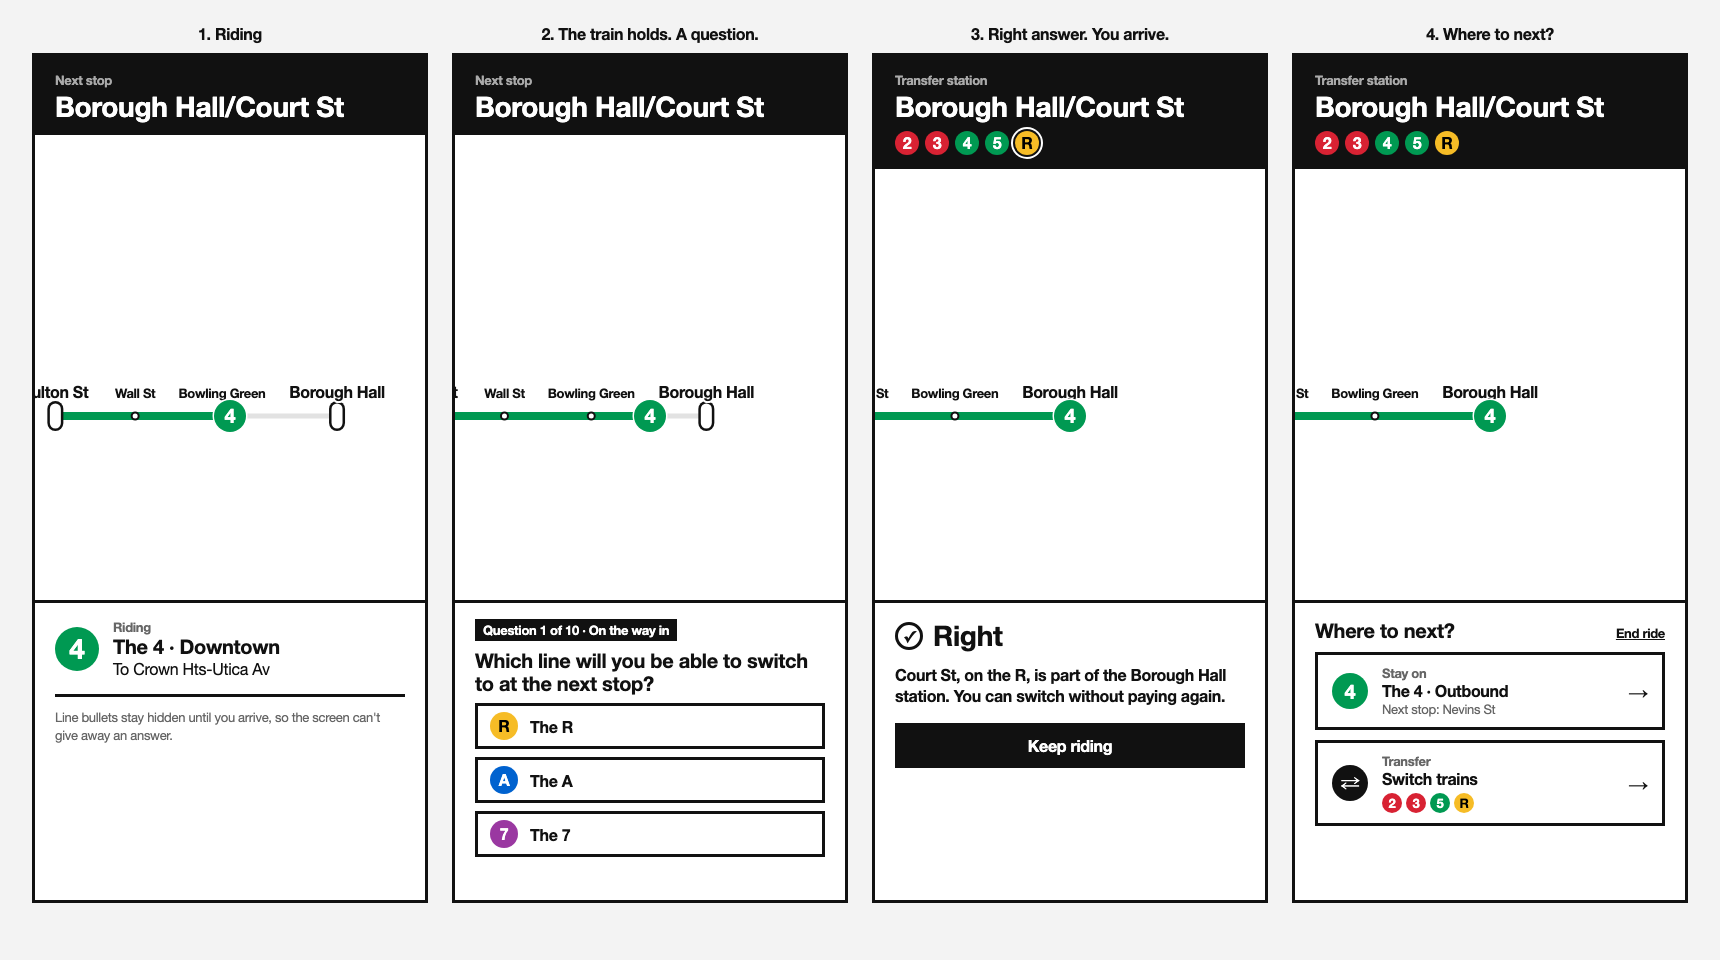 1. Riding
Next stop
Borough Hall/Court St
ulton St
Wall St
Bowling Green
Borough Hall
4
4
Riding
The 4 · Downtown
To Crown Hts-Utica Av
Line bullets stay hidden until you arrive, so the screen can't
give away an answer.
2. The train holds. A question.
Next stop
Borough Hall/Court St
t
Wall St
Bowling Green
Borough Hall
4
Question 1 of 10 · On the way in
Which line will you be able to switch
to at the next stop?
R The R
A The A
7 The 7
3. Right answer. You arrive.
Transfer station
Borough Hall/Court St
2 3 4 5 R
St
Bowling Green
Borough Hall
4
Right
Court St, on the R, is part of the Borough Hall
station. You can switch without paying again.
Keep riding
4. Where to next?
Transfer station
Borough Hall/Court St
2 3 4 5 R
St
Bowling Green
Borough Hall
4
Where to next?
End ride
4
Stay on
The 4 · Outbound
Next stop: Nevins St
→
Transfer
Switch trains
2 3 5 R
→